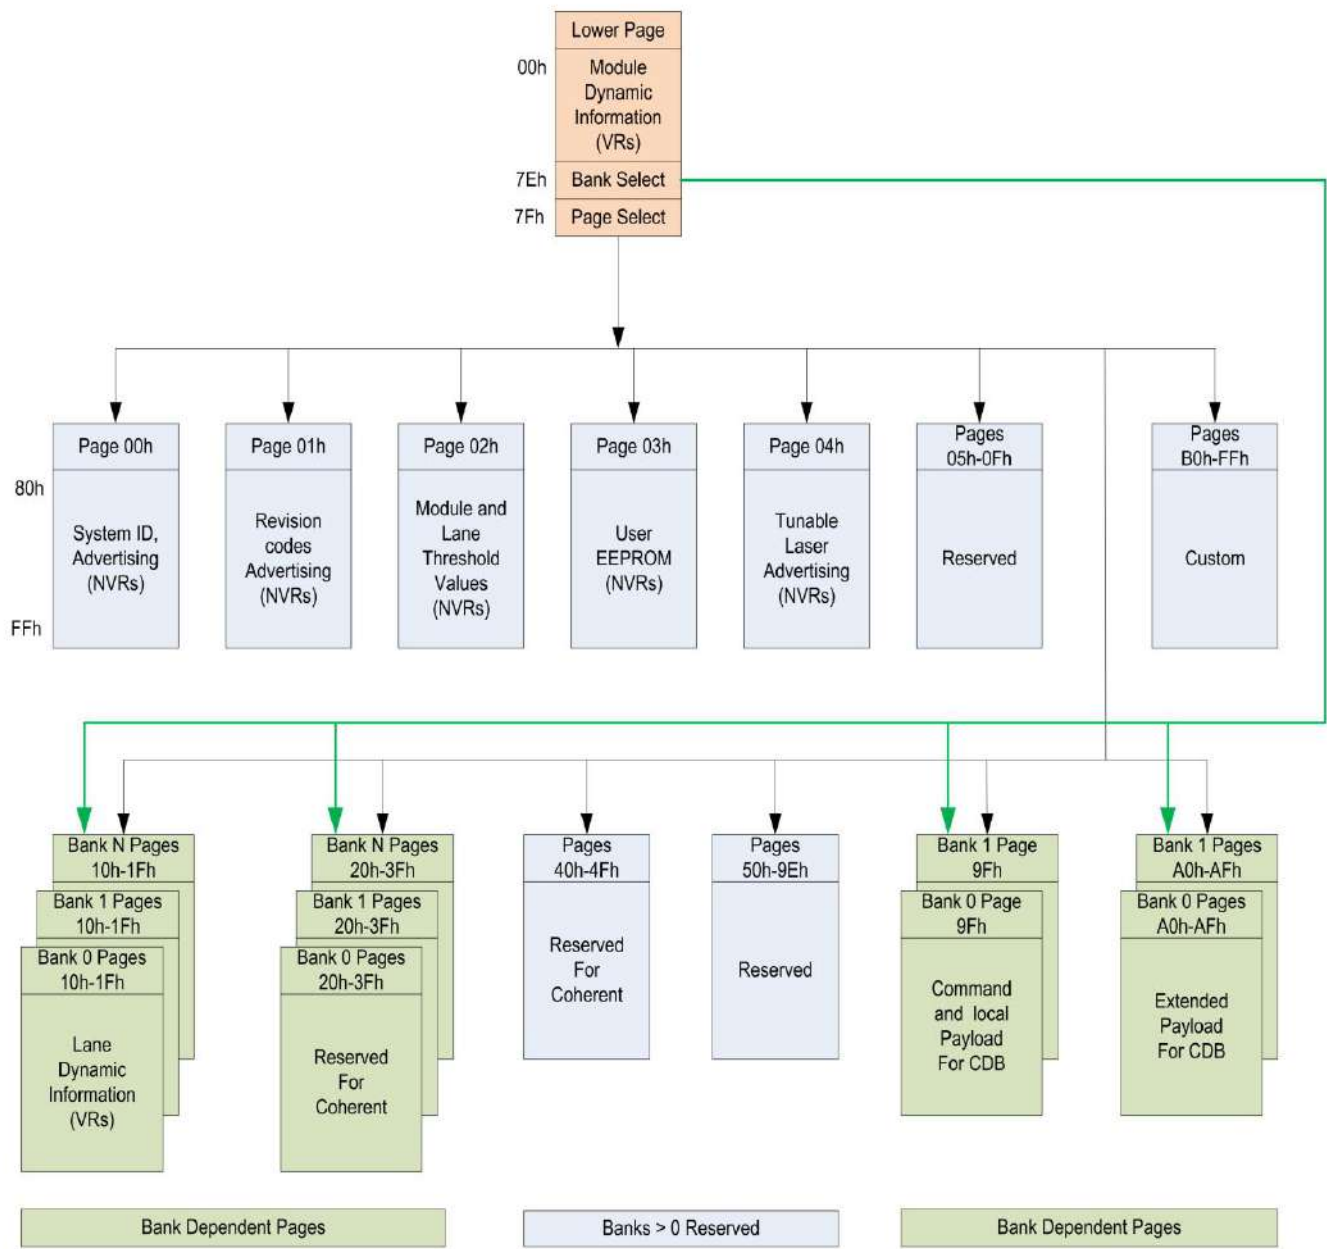 Lower Page
00h
Module
Dynamic
Information
(VRs)
7Eh
Bank Select
7Fh
Page Select
Page 00h
80h
System ID,
Advertising
(NVRs)
FFh
Page 01h
Revision
codes
Advertising
(NVRs)
Page 02h
Module and
Lane
Threshold
Values
(NVRs)
Page 03h
User
EEPROM
(NVRs)
Page 04h
Tunable
Laser
Advertising
(NVRs)
Pages
05h-0Fh
Reserved
Pages
B0h-FFh
Custom
Bank N Pages
10h-1Fh
Bank 1 Pages
10h-1Fh
Bank 0 Pages
10h-1Fh
Lane
Dynamic
Information
(VRs)
Bank N Pages
20h-3Fh
Bank 1 Pages
20h-3Fh
Bank 0 Pages
20h-3Fh
Reserved
For
Coherent
Pages
40h-4Fh
Reserved
For
Coherent
Pages
50h-9Eh
Reserved
Bank 1 Page
9Fh
Bank 0 Page
9Fh
Command
and local
Payload
For CDB
Bank 1 Pages
A0h-AFh
Bank 0 Pages
A0h-AFh
Extended
Payload
For CDB
Bank Dependent Pages
Banks > 0 Reserved
Bank Dependent Pages